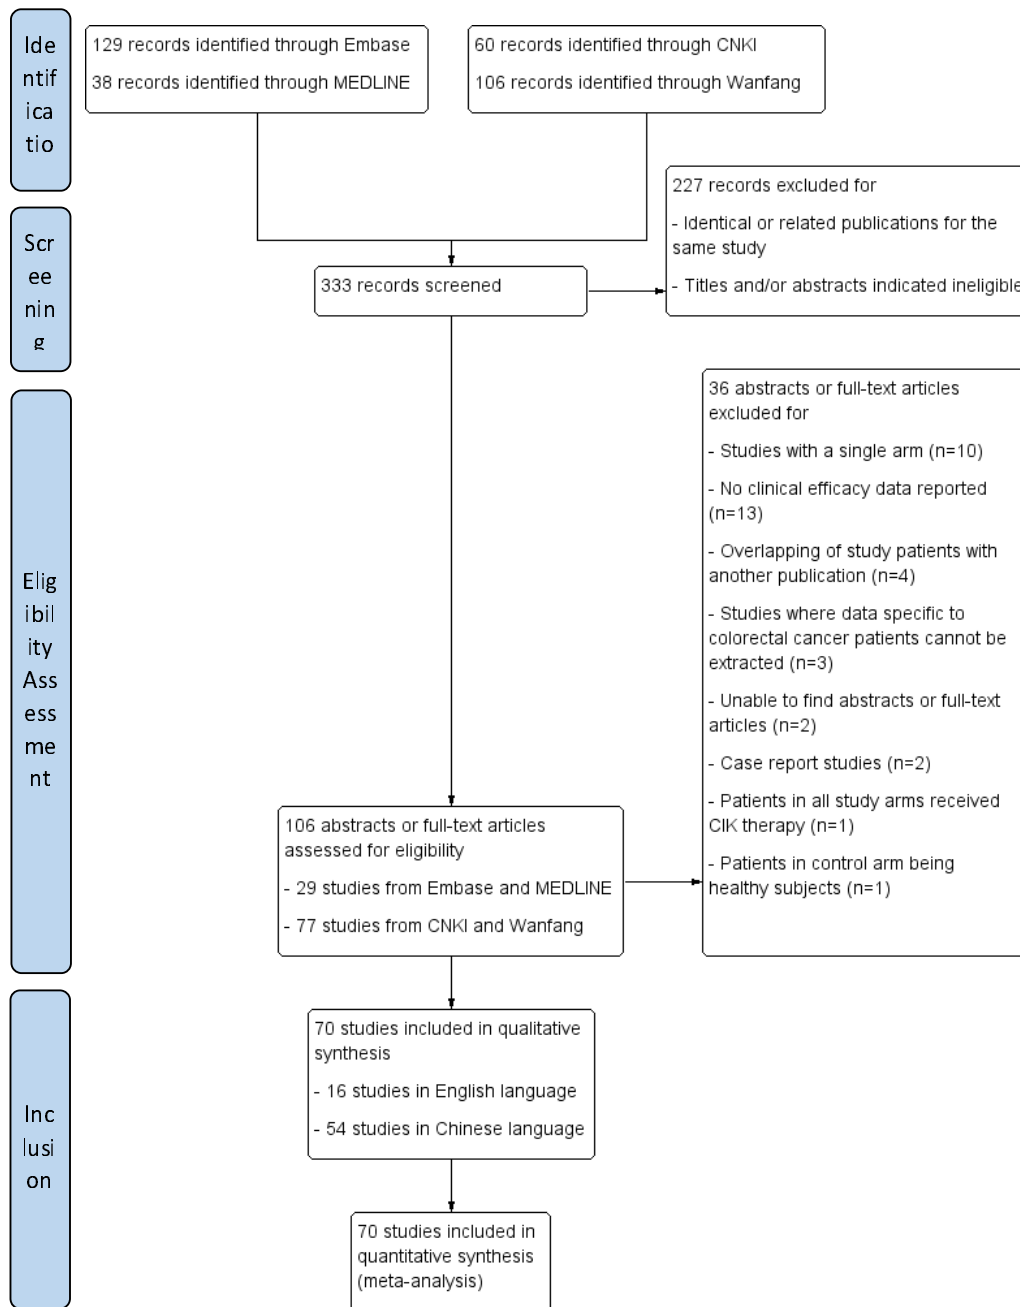 Ide
ntif
ica
tio
129 records identified through Embase
38 records identified through MEDLINE
60 records identified through CNKI
106 records identified through Wanfang
227 records excluded for
- Identical or related publications for the
same study
- Titles and/or abstracts indicated ineligible
Scr
ee
nin
g
333 records screened
36 abstracts or full-text articles
excluded for
- Studies with a single arm (n=10)
- No clinical efficacy data reported
(n=13)
- Overlapping of study patients with
another publication (n=4)
- Studies where data specific to
colorectal cancer patients cannot be
extracted (n=3)
- Unable to find abstracts or full-text
articles (n=2)
- Case report studies (n=2)
- Patients in all study arms received
CIK therapy (n=1)
- Patients in control arm being
healthy subjects (n=1)
Elig
ibil
ity
Ass
ess
me
nt
106 abstracts or full-text articles
assessed for eligibility
- 29 studies from Embase and MEDLINE
- 77 studies from CNKI and Wanfang
70 studies included in qualitative
synthesis
- 16 studies in English language
- 54 studies in Chinese language
Inc
lusi
on
70 studies included in
quantitative synthesis
(meta-analysis)